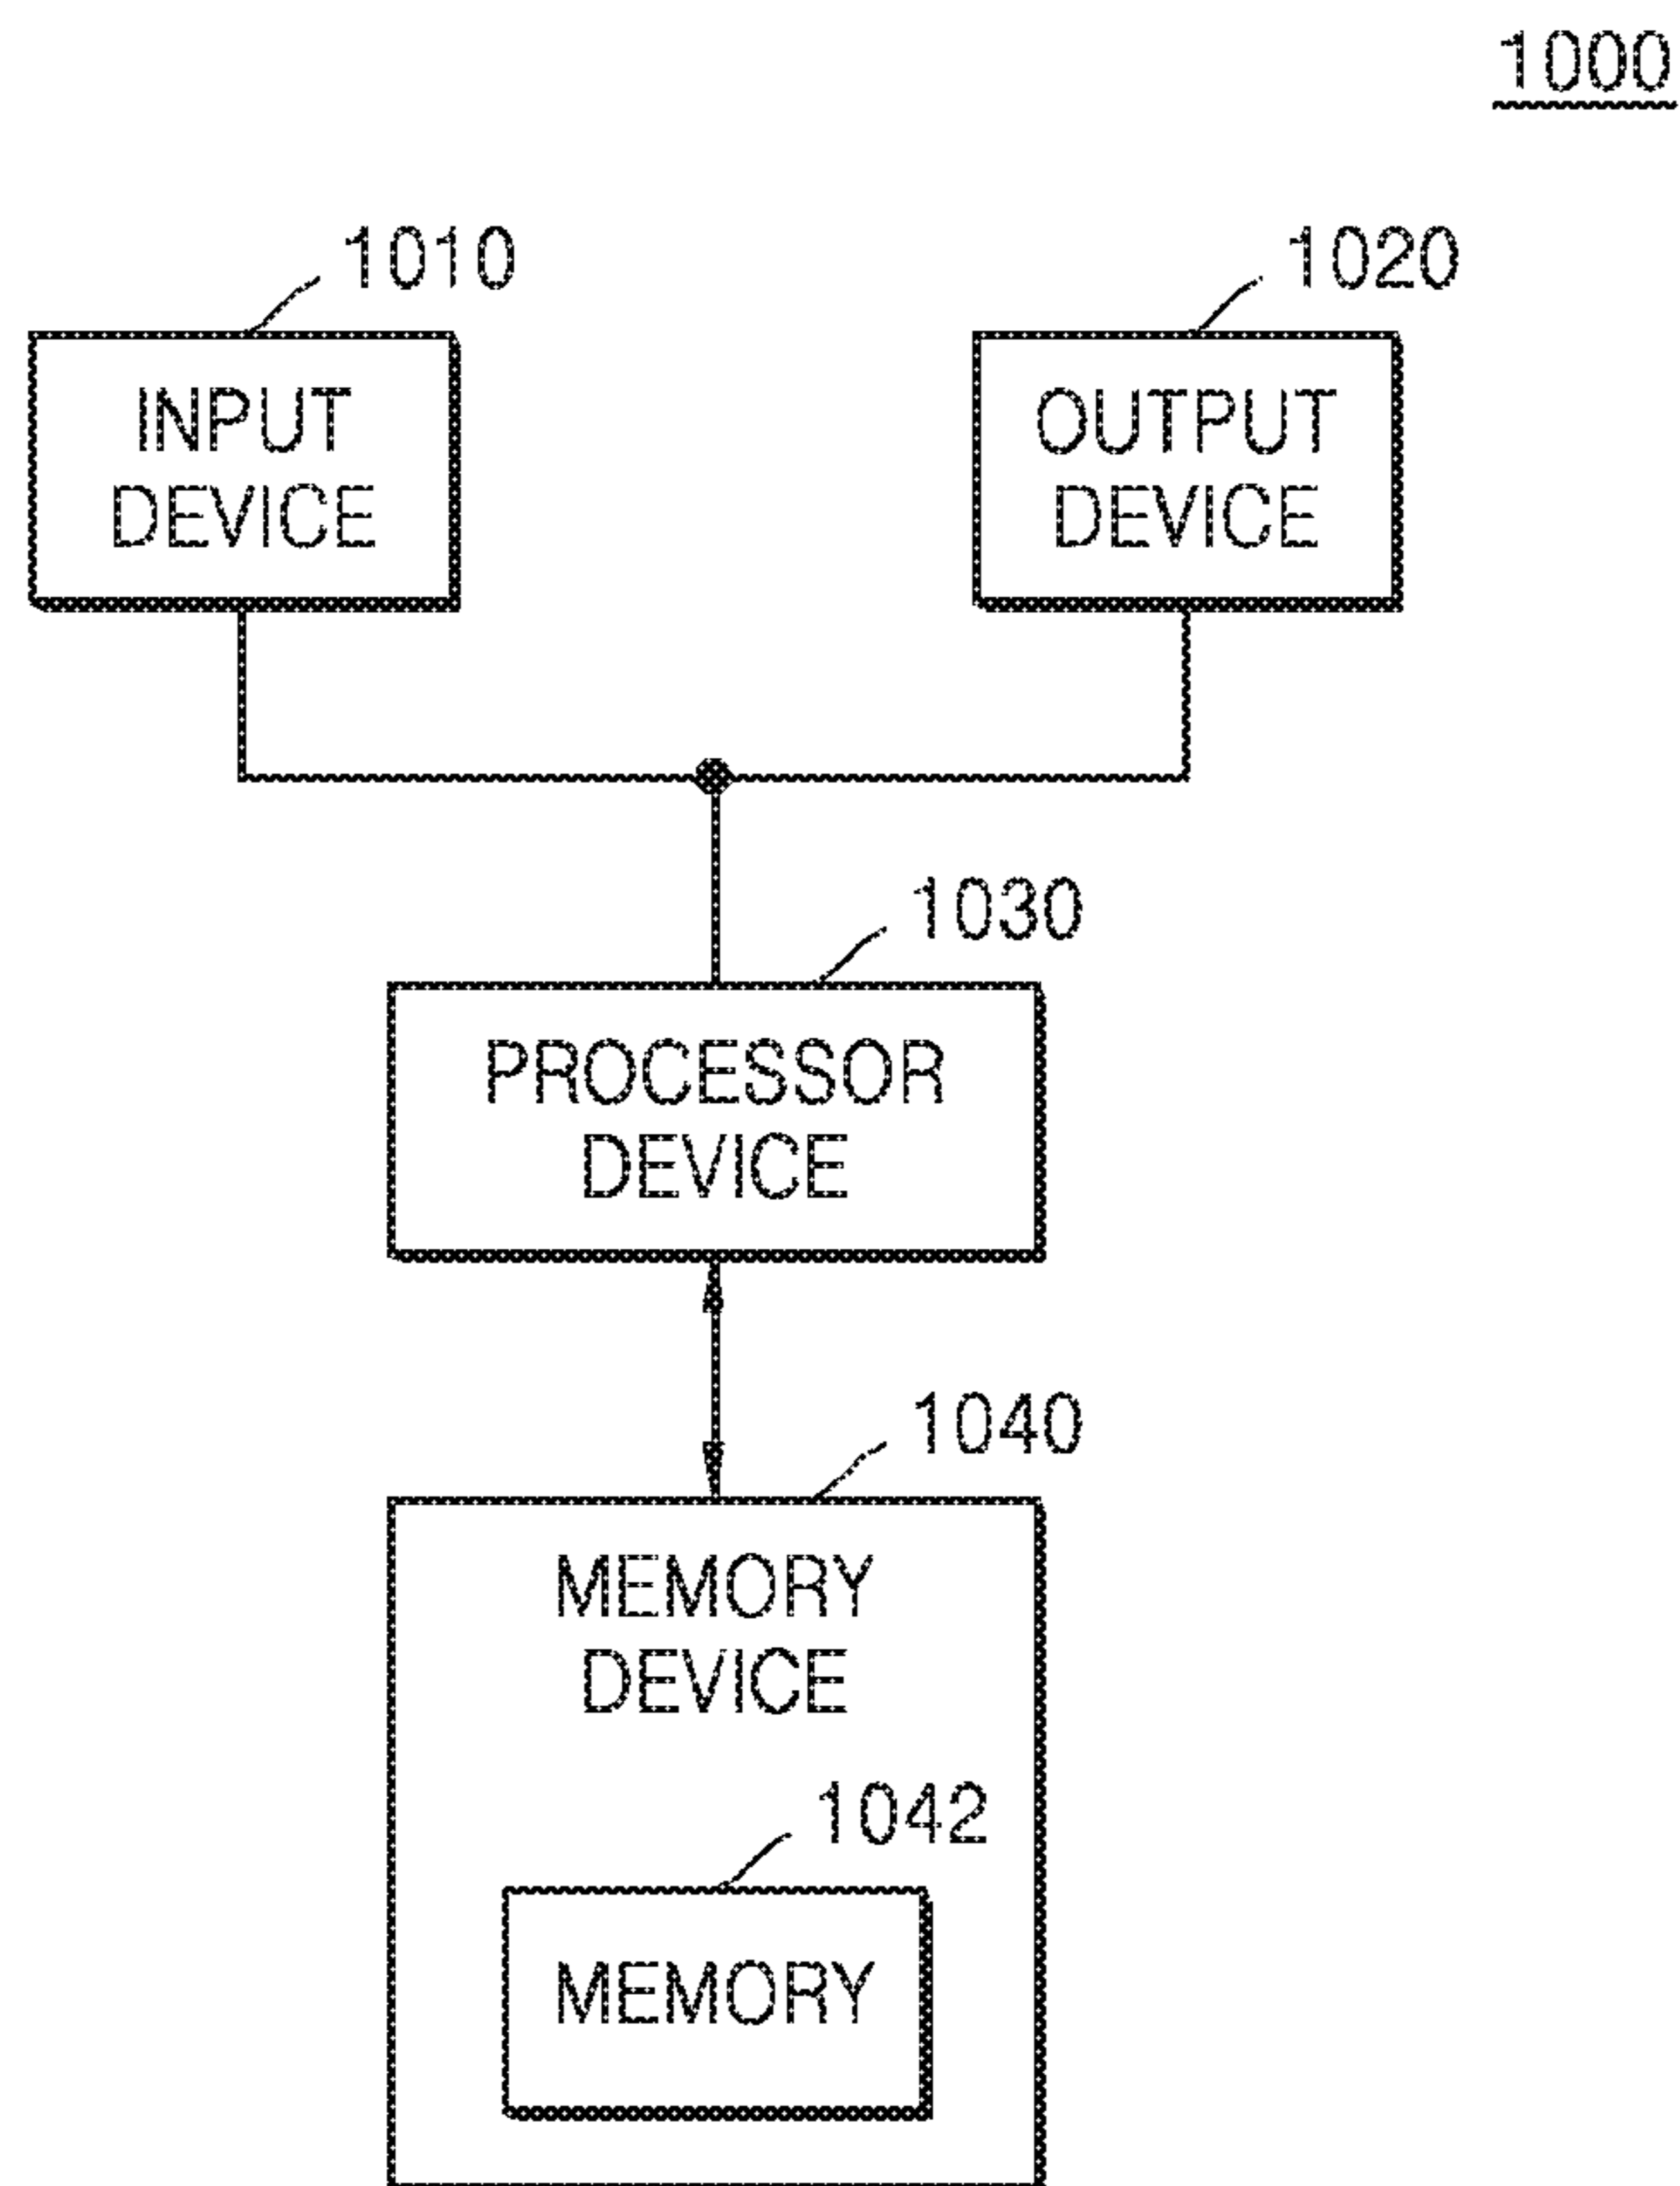 1000
1010
1020
INPUT
DEVICE
OUTPUT
DEVICE
1030
PROCESSOR
DEVICE
1040
MEMORY
DEVICE
1042
MEMORY